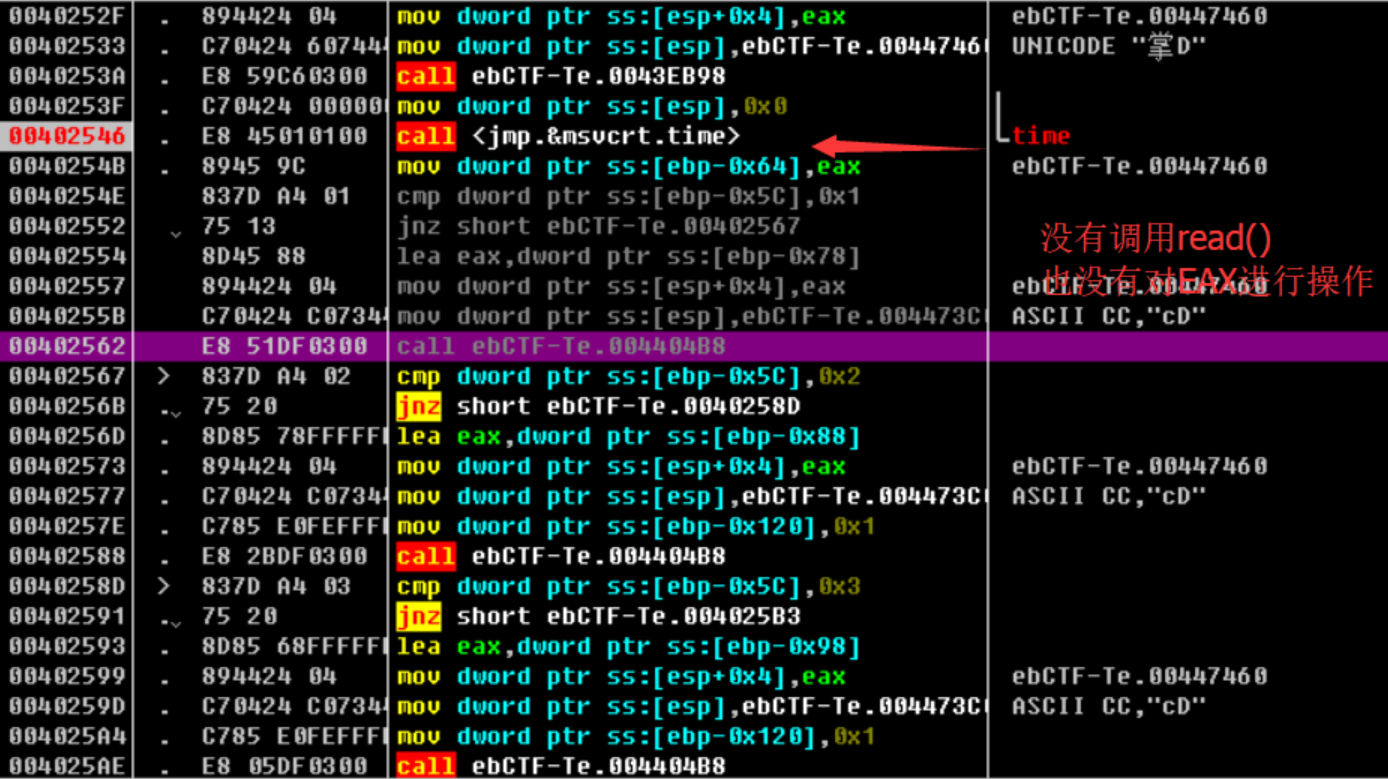 0040252F . 894424 04 mov dword ptr ss:[esp+0x4],eax ebCTF-Te.00447460
00402533 . C70424 607444 mov dword ptr ss:[esp],ebCTF-Te.00447460 UNICODE "掌D"
0040253A . E8 59C60300 call ebCTF-Te.0043EB98
0040253F . C70424 000000 mov dword ptr ss:[esp],0x0
00402546 . E8 45010100 call <jmp.&msvcrt.time> time
0040254B . 8945 9C mov dword ptr ss:[ebp-0x64],eax ebCTF-Te.00447460
0040254E 837D A4 01 cmp dword ptr ss:[ebp-0x5C],0x1
00402552 75 13 jnz short ebCTF-Te.00402567
没有调用read()
00402554 8D45 88 lea eax,dword ptr ss:[ebp-0x78]
00402557 894424 04 mov dword ptr ss:[esp+0x4],eax ebCTF-Te.00447460
也没有对EAX进行操作
0040255B C70424 C07344 mov dword ptr ss:[esp],ebCTF-Te.004473C ASCII CC,"cD"
00402562 E8 51DF0300 call ebCTF-Te.004404B8
00402567 > 837D A4 02 cmp dword ptr ss:[ebp-0x5C],0x2
0040256B . 75 20 jnz short ebCTF-Te.0040258D
0040256D . 8D85 78FFFFFF lea eax,dword ptr ss:[ebp-0x88]
00402573 . 894424 04 mov dword ptr ss:[esp+0x4],eax ebCTF-Te.00447460
00402577 . C70424 C07344 mov dword ptr ss:[esp],ebCTF-Te.004473C ASCII CC,"cD"
0040257E . C785 E0FEFFFF mov dword ptr ss:[ebp-0x120],0x1
00402588 . E8 2BDF0300 call ebCTF-Te.004404B8
0040258D > 837D A4 03 cmp dword ptr ss:[ebp-0x5C],0x3
00402591 . 75 20 jnz short ebCTF-Te.004025B3
00402593 . 8D85 68FFFFFF lea eax,dword ptr ss:[ebp-0x98]
00402599 . 894424 04 mov dword ptr ss:[esp+0x4],eax ebCTF-Te.00447460
0040259D . C70424 C07344 mov dword ptr ss:[esp],ebCTF-Te.004473C ASCII CC,"cD"
004025A4 . C785 E0FEFFFF mov dword ptr ss:[ebp-0x120],0x1
004025AE . E8 05DF0300 call ebCTF-Te.004404B8